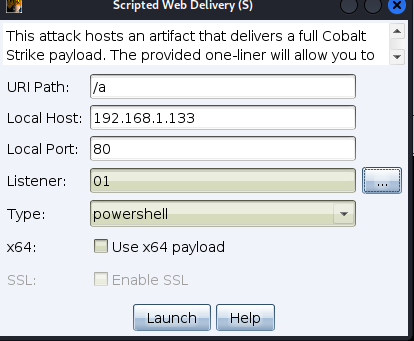 Scripted Web Delivery (S)
This attack hosts an artifact that delivers a full Cobalt
Strike payload. The provided one-liner will allow you to
URI Path: /a
Local Host: 192.168.1.133
Local Port: 80
Listener: 01 ...
Type: powershell
x64: Use x64 payload
SSL: Enable SSL
Launch Help